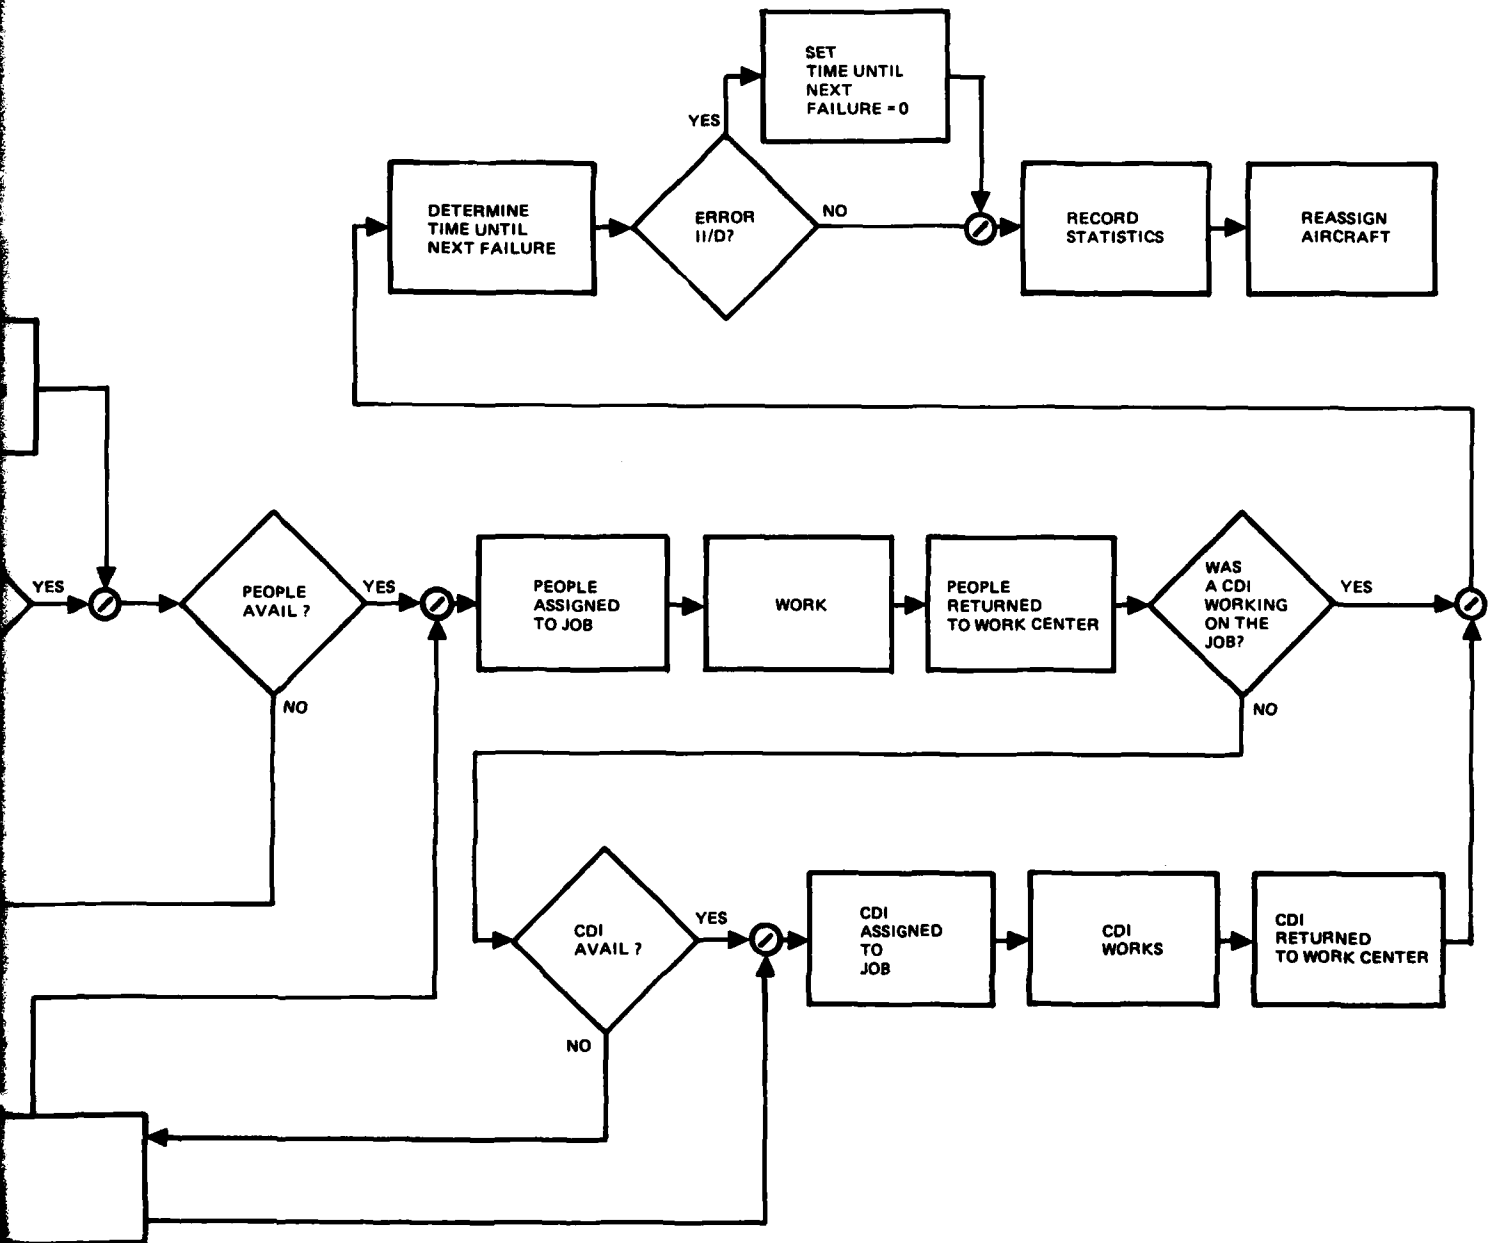 SET
TIME UNTIL
NEXT
FAILURE = 0
YES
DETERMINE
TIME UNTIL
NEXT FAILURE
ERROR
II/D?
NO
RECORD
STATISTICS
REASSIGN
AIRCRAFT
YES
PEOPLE
AVAIL ?
YES
NO
PEOPLE
ASSIGNED
TO JOB
WORK
PEOPLE
RETURNED
TO WORK CENTER
WAS
A CDI
WORKING
ON THE
JOB?
YES
NO
CDI
AVAIL ?
YES
NO
CDI
ASSIGNED
TO
JOB
CDI
WORKS
CDI
RETURNED
TO WORK CENTER